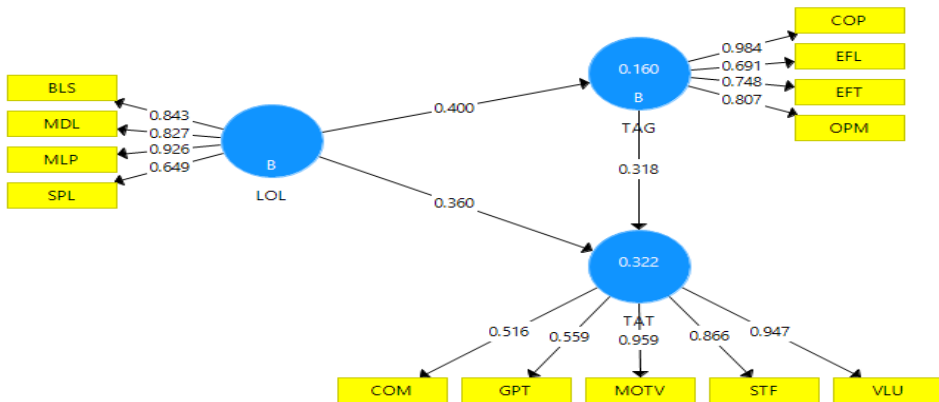 COP
0.984
0.160
EFL
0.691
BLS
0.748
EFT
0.843
B
0.807
MDL
0.400
OPM
0.827
TAG
MLP
0.926
B
0.649
0.318
SPL
LOL
0.360
0.322
0.516
0.559
TAT
0.959
0.866
0.947
COM
GPT
MOTV
STF
VLU